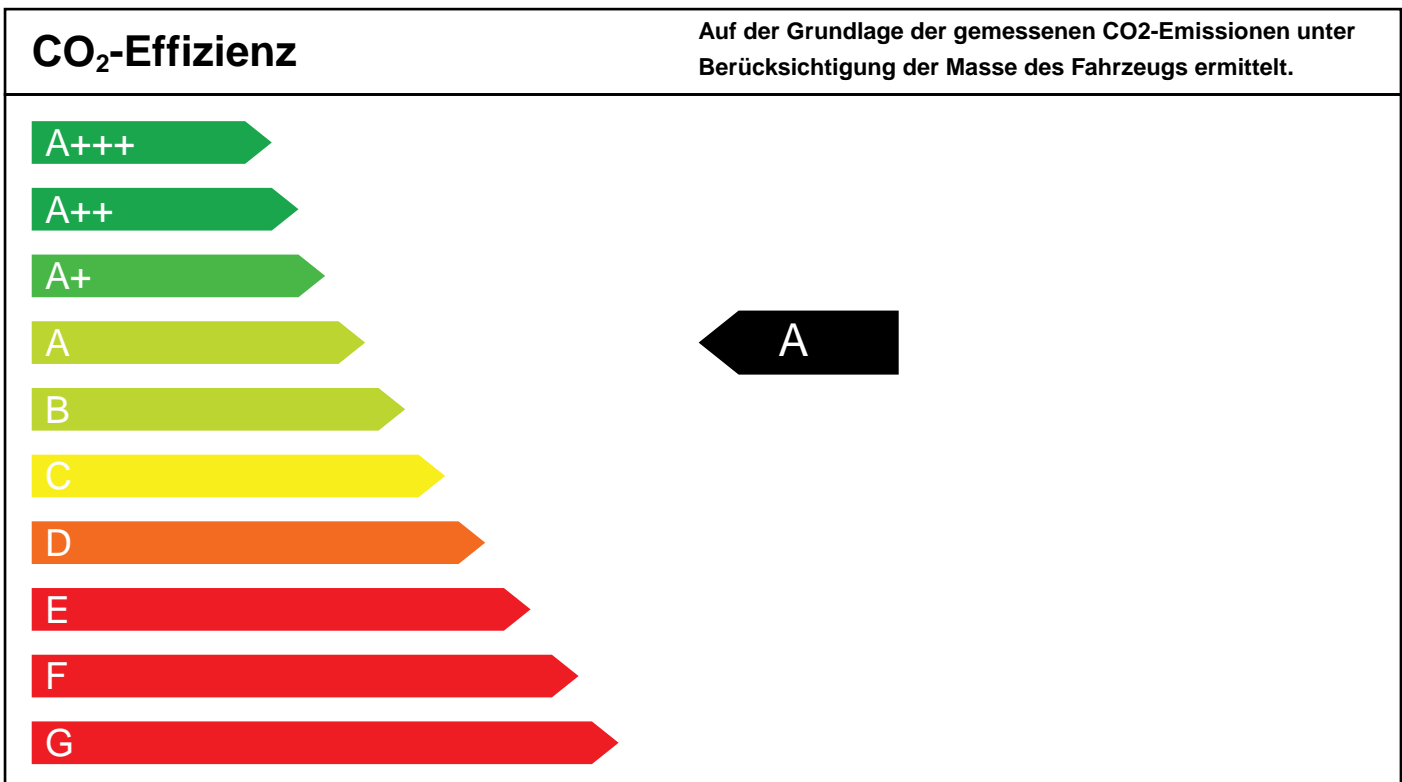 CO₂-Effizienz
Auf der Grundlage der gemessenen CO2-Emissionen unter
Berücksichtigung der Masse des Fahrzeugs ermittelt.
A+++
A++
A+
A
A
B
C
D
E
F
G